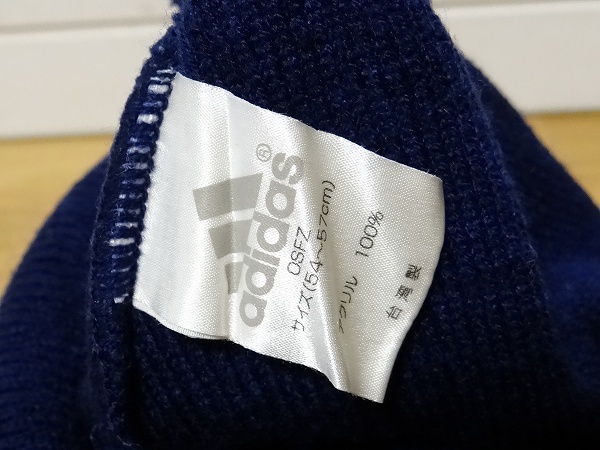 adidas®
OSFZ
サイズ(54〜57cm)
アクリル 100%
台湾製